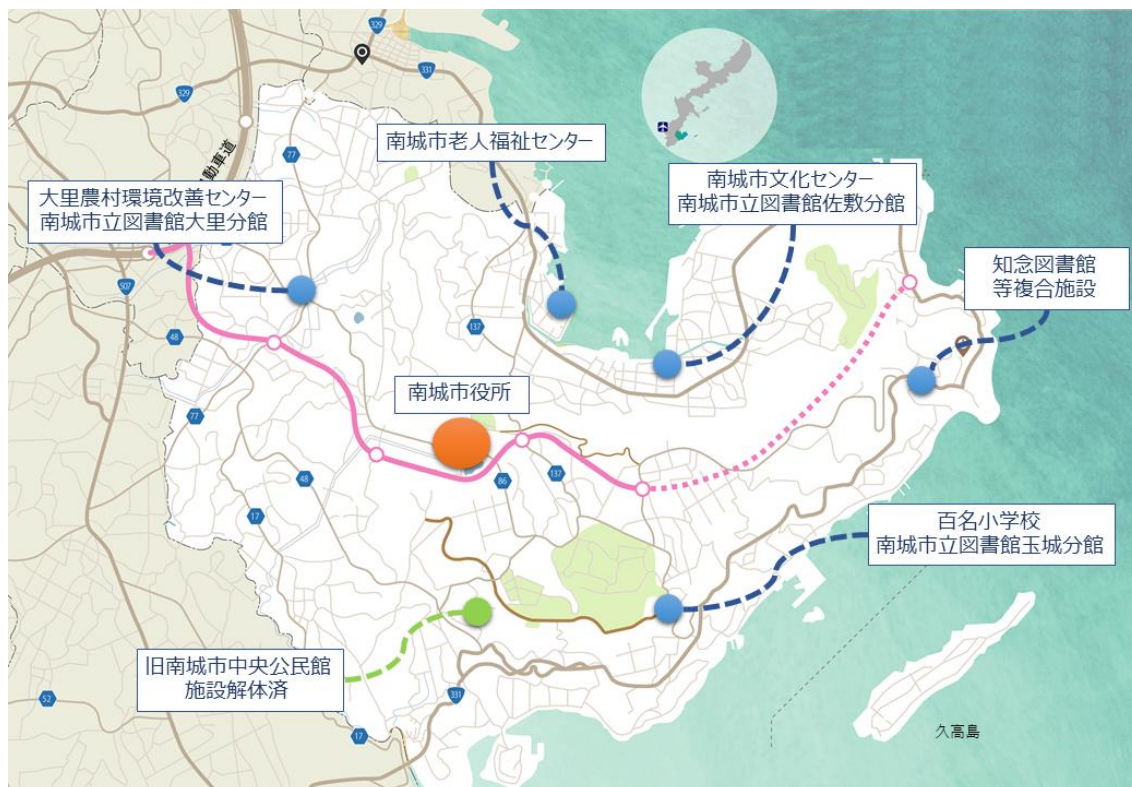 329
331
329
77
動車道
南城市老人福祉センター
大里農村環境改善センター
南城市立図書館大里分館
南城市文化センター
南城市立図書館佐敷分館
知念図書館
等複合施設
507
48
137
南城市役所
77
48
86
137
17
百名小学校
南城市立図書館玉城分館
旧南城市中央公民館
施設解体済
331
52
17
久高島